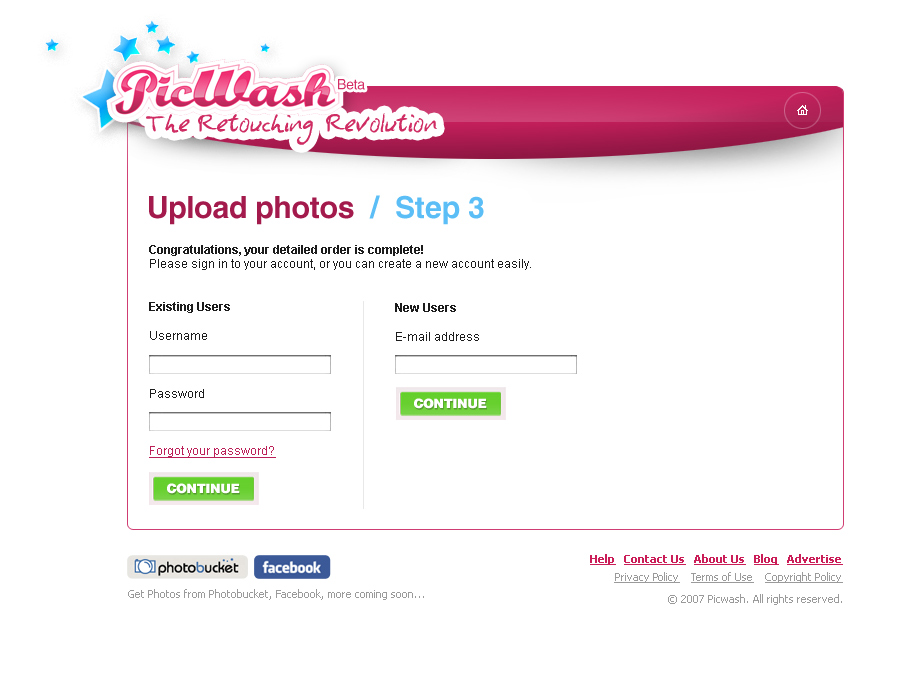 PicWash Beta
The Retouching Revolution
Upload photos / Step 3
Congratulations, your detailed order is complete!
Please sign in to your account, or you can create a new account easily.
Existing Users
Username
Password
Forgot your password?
CONTINUE
New Users
E-mail address
CONTINUE
photobucket facebook
Get Photos from Photobucket, Facebook, more coming soon...
Help Contact Us About Us Blog Advertise
Privacy Policy Terms of Use Copyright Policy
© 2007 Picwash. All rights reserved.